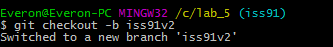 Everon@Everon-PC MINGW32 /c/lab_5 (iss91)
$ git checkout -b iss91v2
Switched to a new branch 'iss91v2'